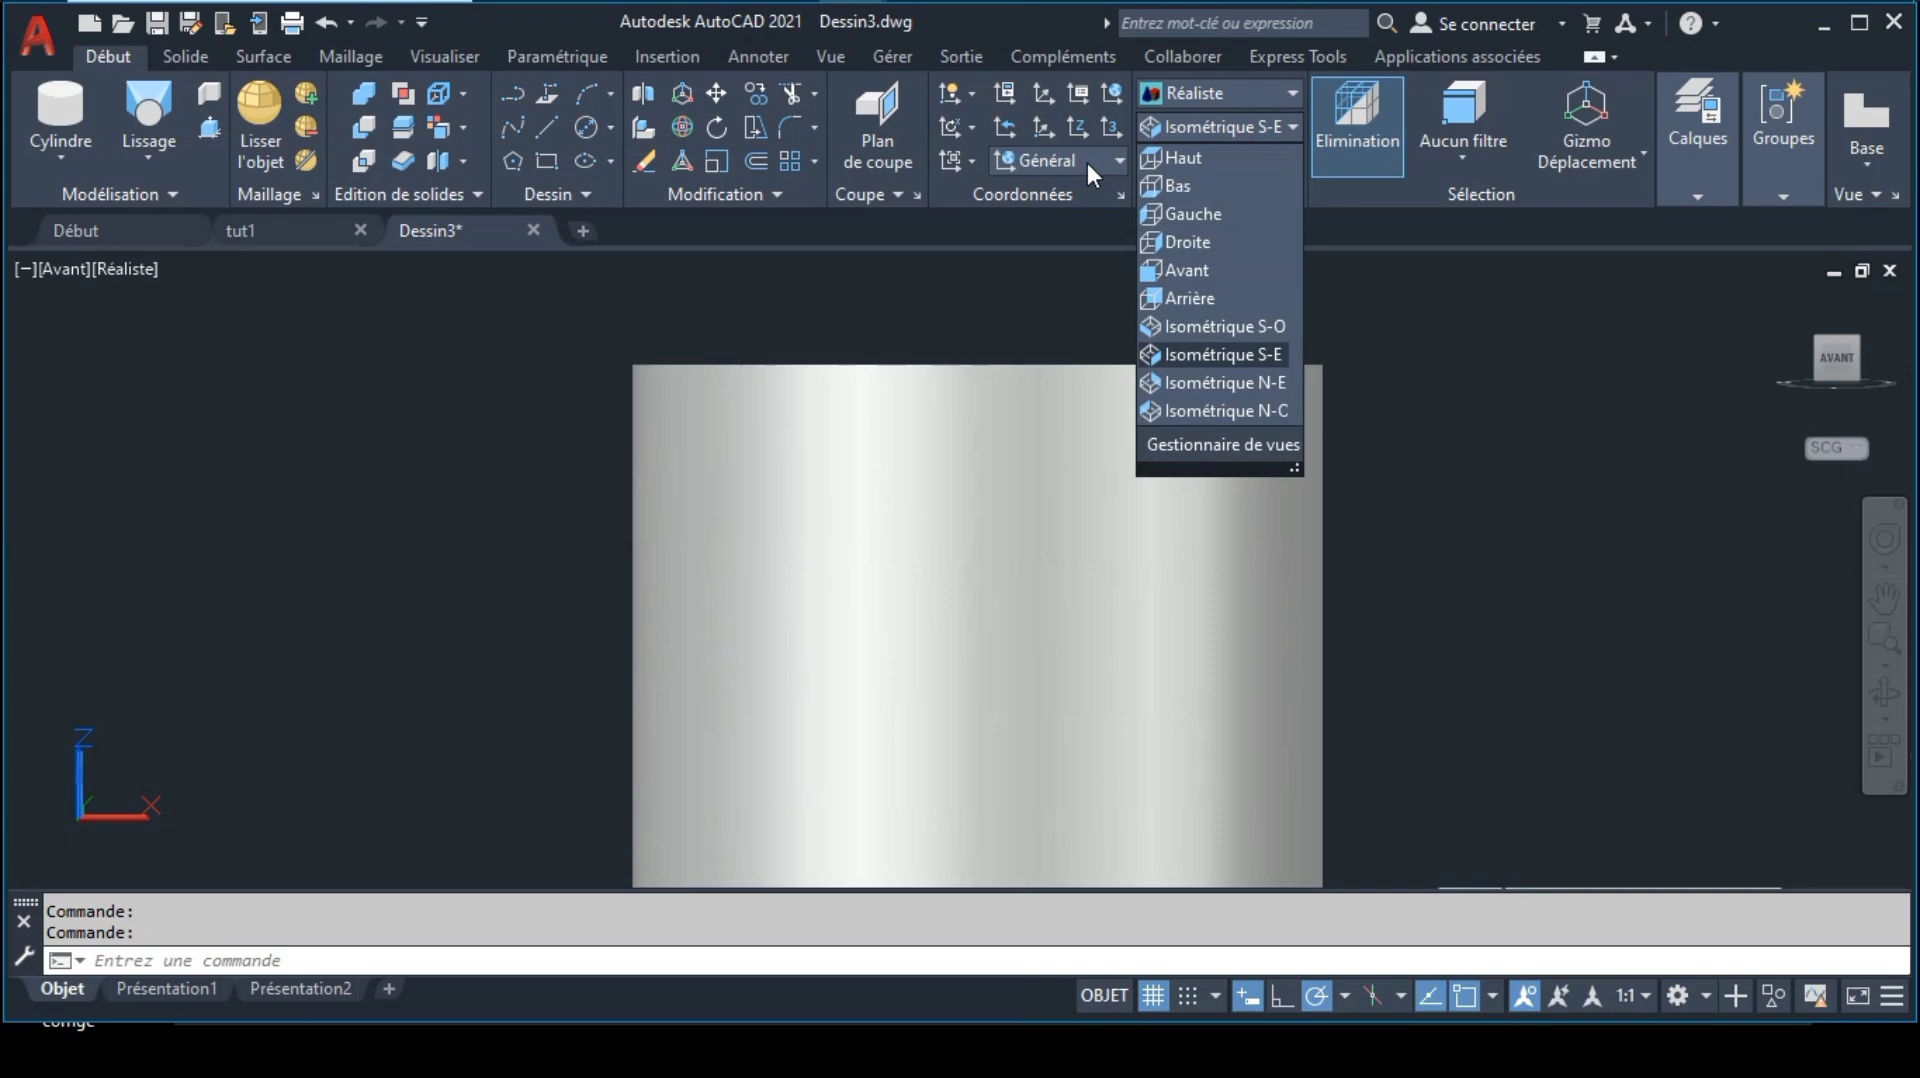 Autodesk AutoCAD 2021 Dessin3.dwg
Entrez mot-clé ou expression
Se connecter
Début Solide Surface Maillage Visualiser Paramétrique Insertion Annoter Vue Gérer Sortie Compléments Collaborer Express Tools Applications associées
Cylindre
Lissage
Lisser
l'objet
Plan
de coupe
Général
Réaliste
Isométrique S-E
Elimination
Aucun filtre
Gizmo
Déplacement
Calques
Groupes
Base
Modélisation Maillage Edition de solides Dessin Modification Coupe Coordonnées Sélection Vue
Haut
Bas
Gauche
Droite
Avant
Arrière
Isométrique S-O
Isométrique S-E
Isométrique N-E
Isométrique N-C
Gestionnaire de vues
Début tut1 Dessin3*
[−][Avant][Réaliste]
AVANT
SCG
Z
X
Commande:
Commande:
Entrez une commande
Objet Présentation1 Présentation2
OBJET 1:1